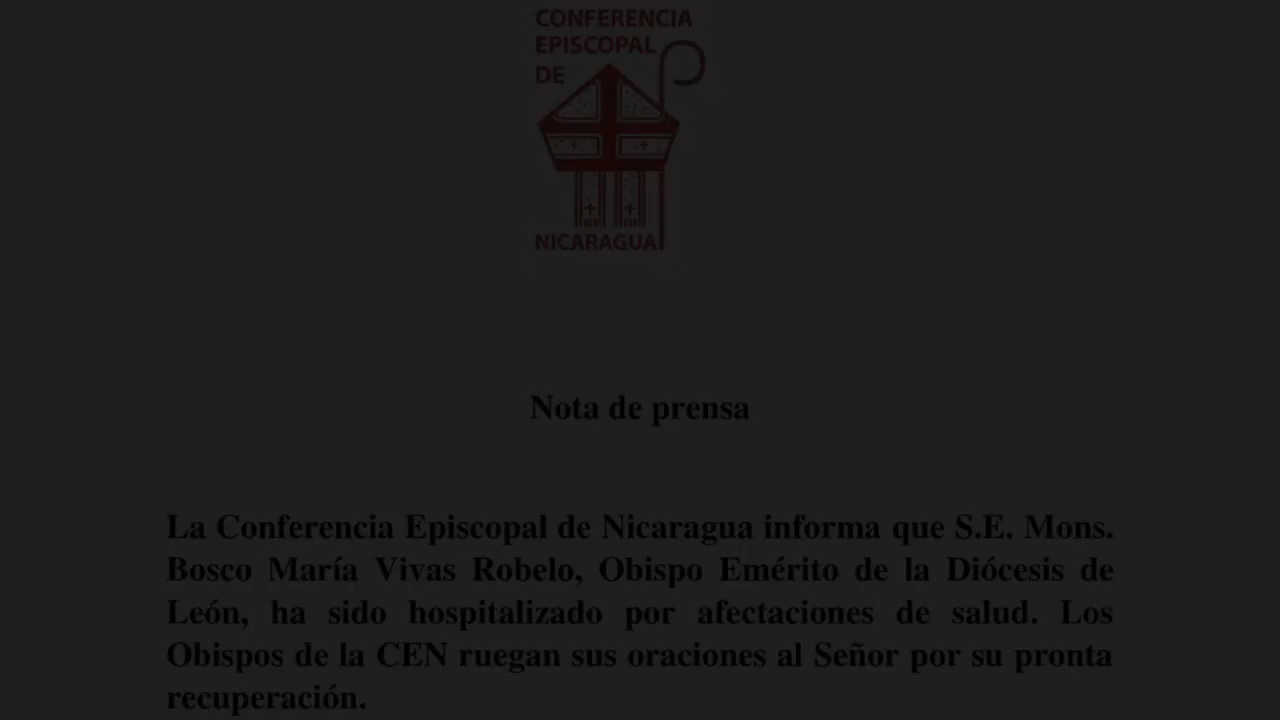 CONFERENCIA
EPISCOPAL
DE
NICARAGUA
Nota de prensa
La Conferencia Episcopal de Nicaragua informa que S.E. Mons.
Bosco María Vivas Robelo, Obispo Emérito de la Diócesis de
León, ha sido hospitalizado por afectaciones de salud. Los
Obispos de la CEN ruegan sus oraciones al Señor por su pronta
recuperación.